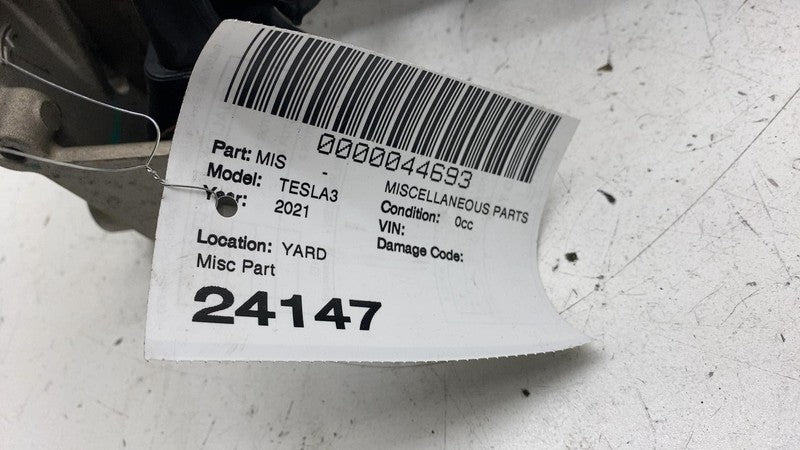 0000044693
Part: MIS - MISCELLANEOUS PARTS
Model: TESLA3 Condition: 0cc
Year: 2021 VIN:
Damage Code:
Location: YARD
Misc Part
24147